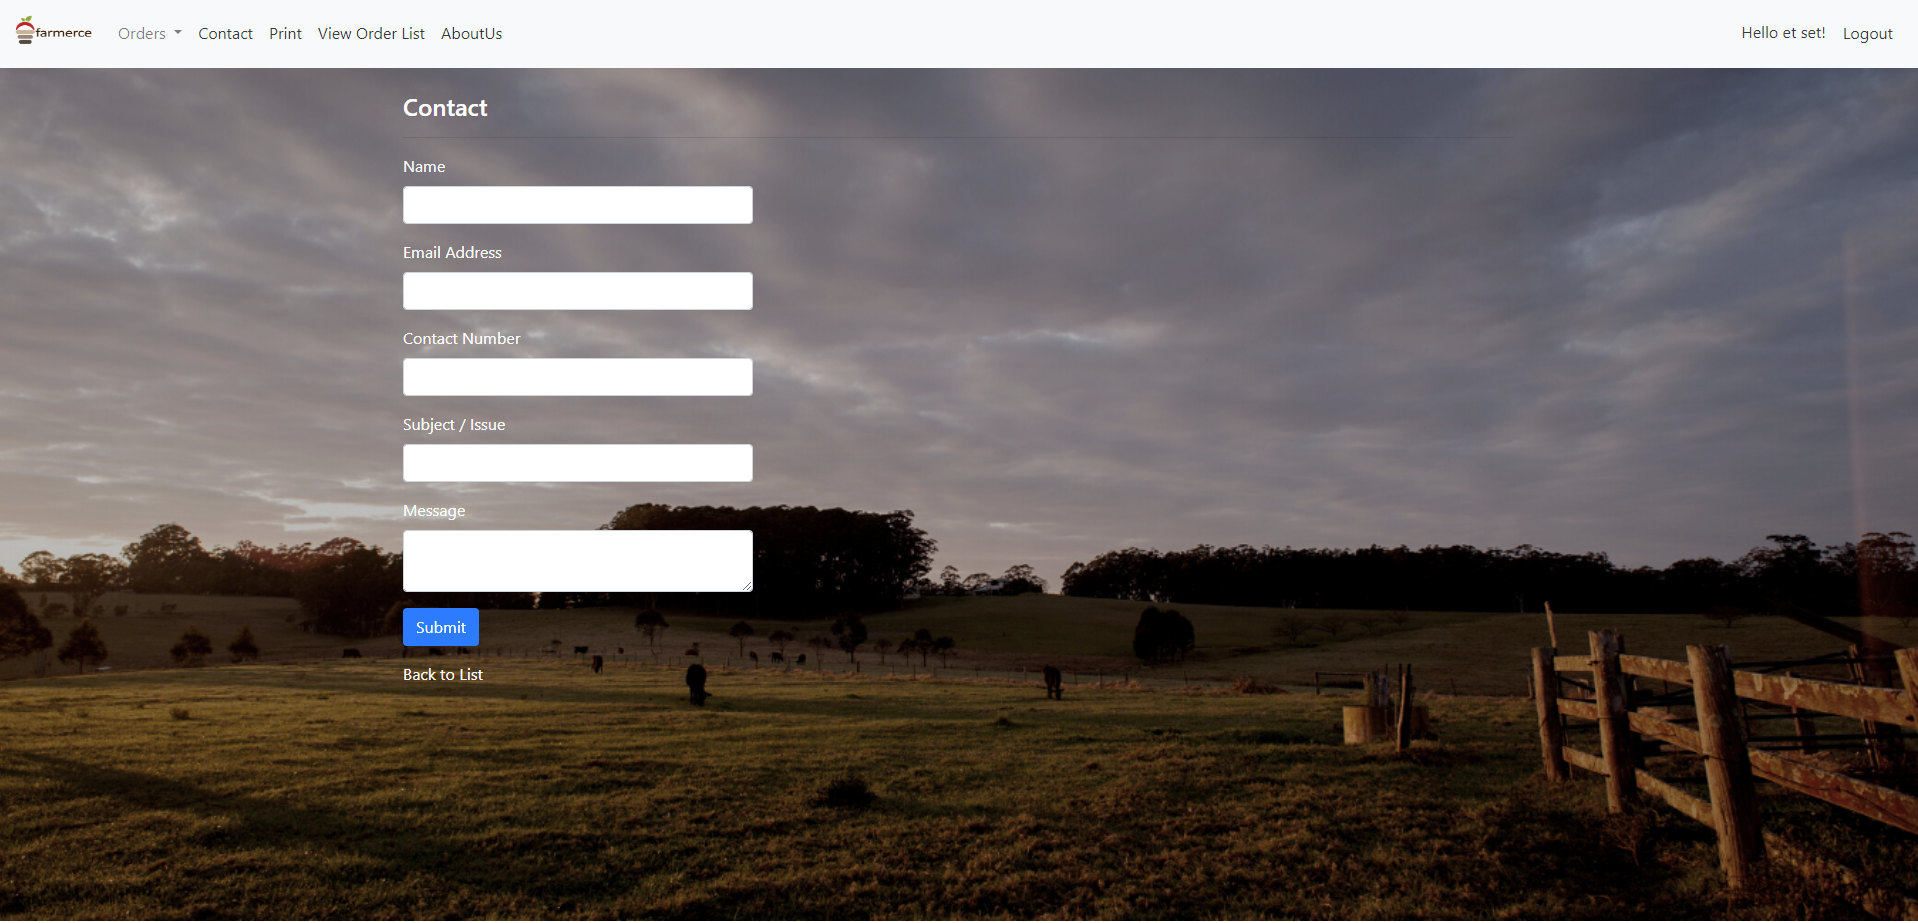 farmerce Orders Contact Print View Order List AboutUs Hello et set! Logout
Contact
Name
Email Address
Contact Number
Subject / Issue
Message
Submit
Back to List